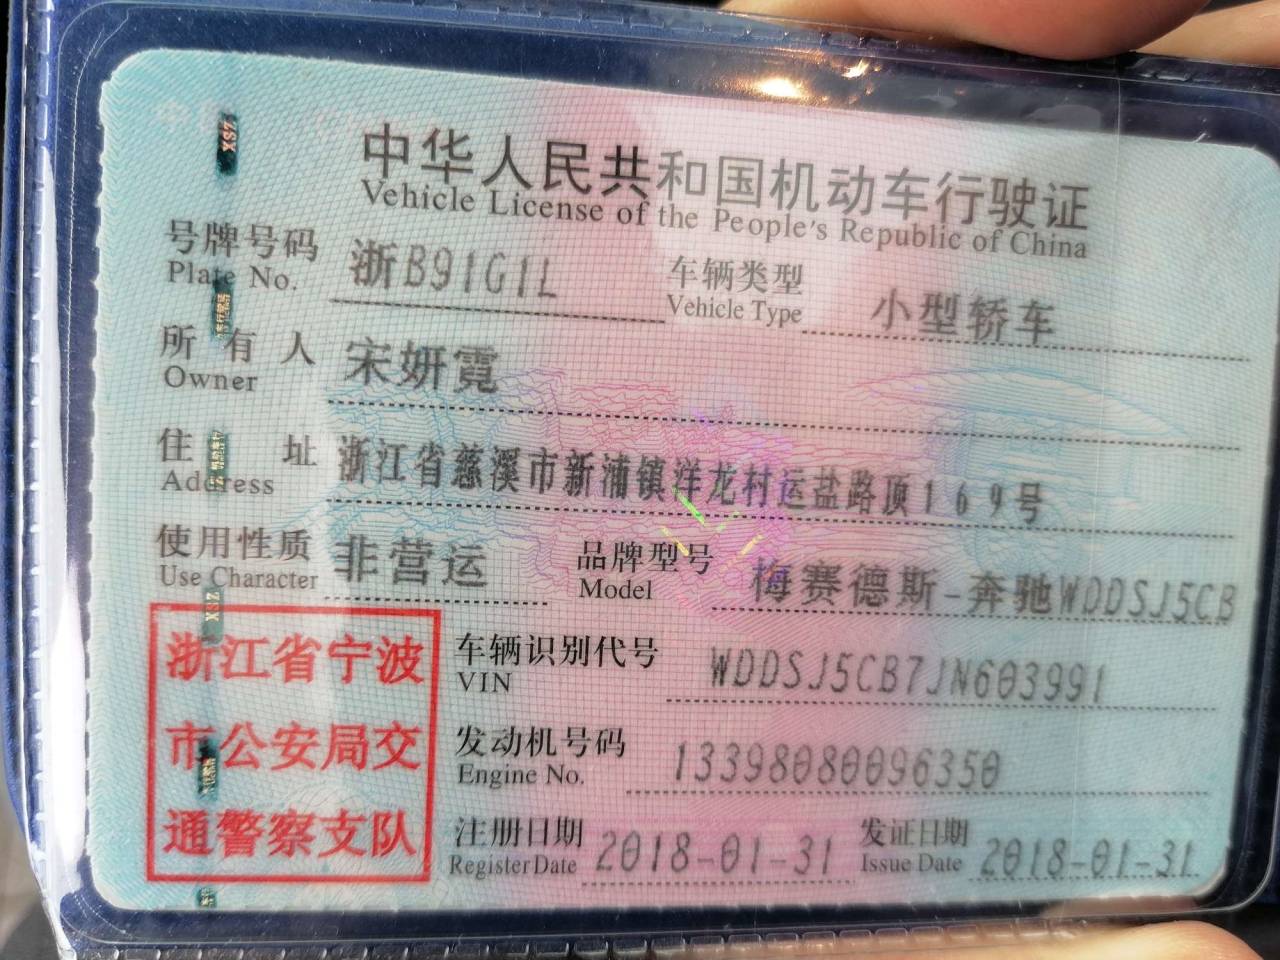 中华人民共和国机动车行驶证
Vehicle License of the People's Republic of China
号牌号码 浙B91G1L 车辆类型 小型轿车
Plate No. Vehicle Type
所有人 宋妍霓
Owner
住址 浙江省慈溪市新浦镇洋龙村运盐路顶169号
Address
使用性质 非营运 品牌型号 梅赛德斯-奔驰WDDSJ5CB
Use Character Model
浙江省宁波
市公安局交
通警察支队
车辆识别代号 WDDSJ5CB7JN603991
VIN
发动机号码 13398080096350
Engine No.
注册日期 2018-01-31 发证日期 2018-01-31
Register Date Issue Date
XSZ
XSZ